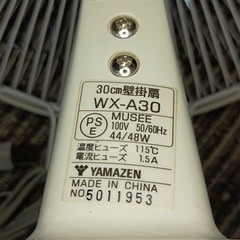 30cm壁掛扇
WX-A30
PSE
MUSEE
100V 50/60Hz
44/48W
温度ヒューズ 115℃
電流ヒューズ 1.5A
YAMAZEN
MADE IN CHINA
NO5011953